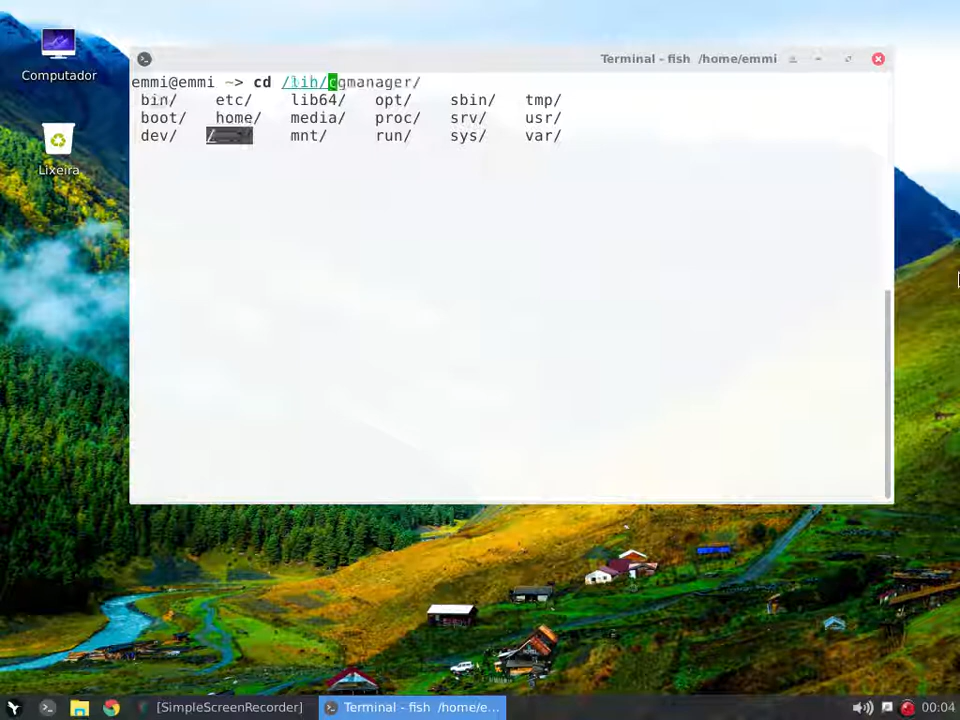 Computador
Lixeira
Terminal - fish /home/emmi
emmi@emmi ~> cd /lib/cgmanager/
bin/ etc/ lib64/ opt/ sbin/ tmp/
boot/ home/ media/ proc/ srv/ usr/
dev/ mnt/ run/ sys/ var/
[SimpleScreenRecorder]
Terminal - fish /home/e...
00:04